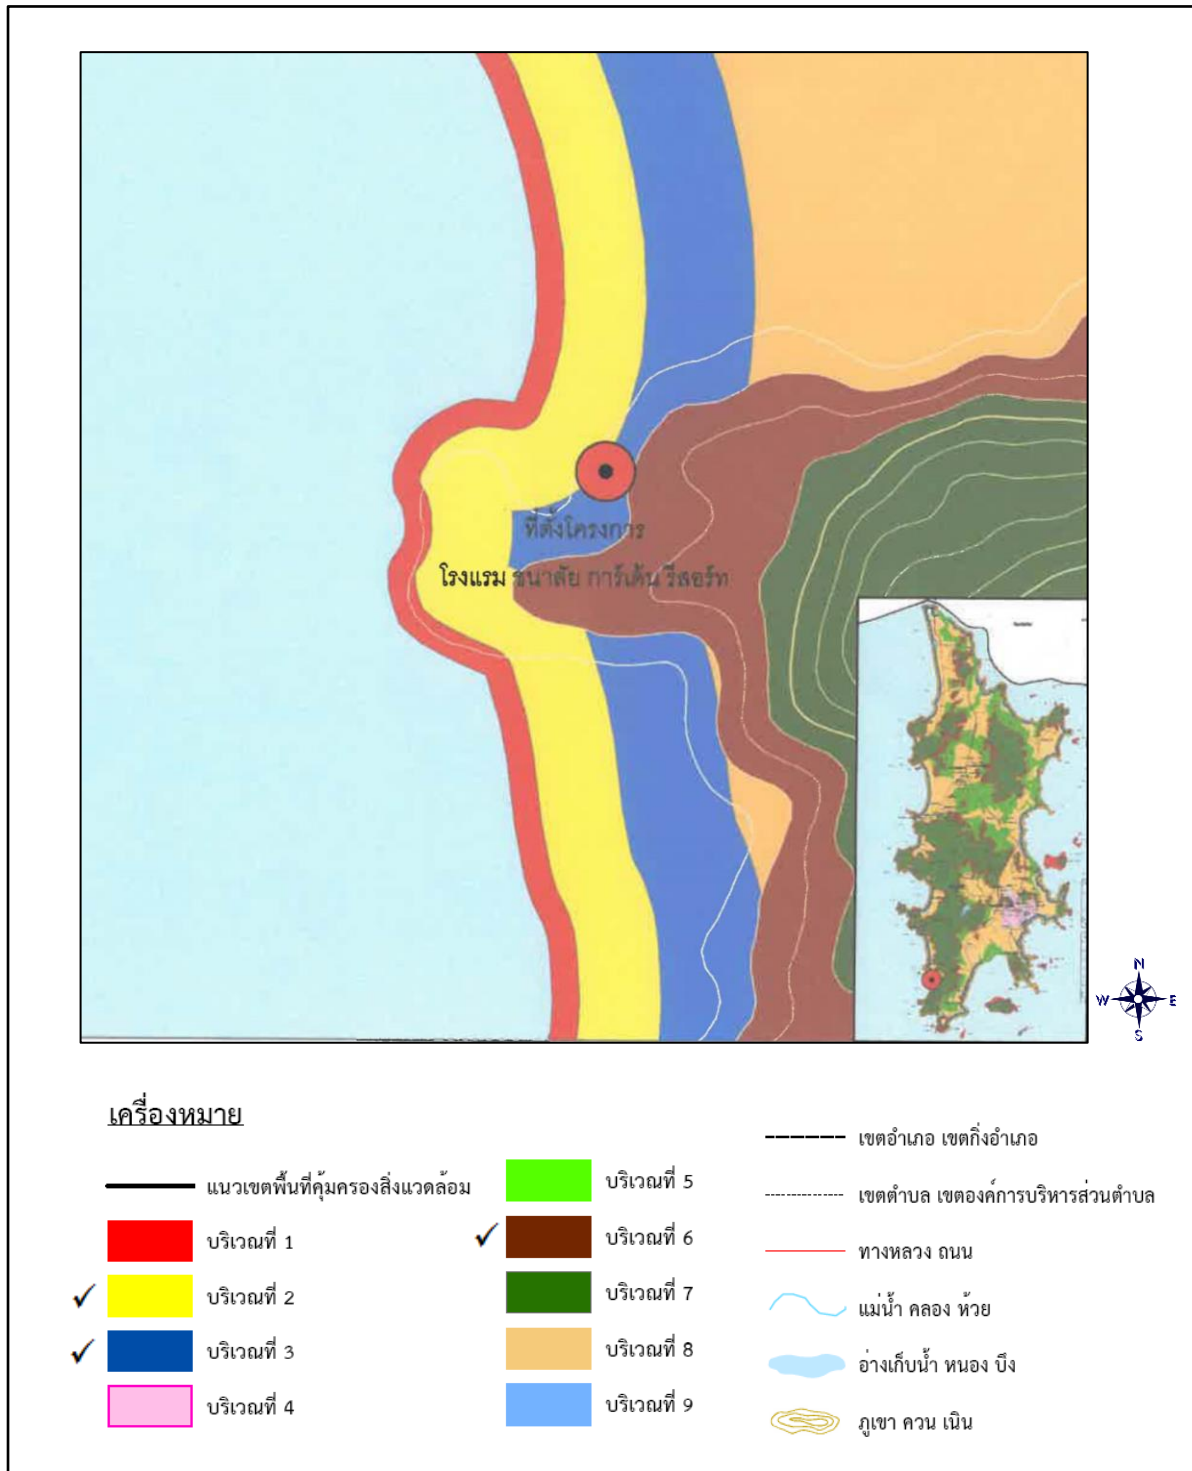 ที่ตั้งโครงการ
โรงแรม ชนาลัย การ์เด้น รีสอร์ท
N
W E
S
เครื่องหมาย
แนวเขตพื้นที่คุ้มครองสิ่งแวดล้อม
บริเวณที่ 1
บริเวณที่ 2
บริเวณที่ 3
บริเวณที่ 4
บริเวณที่ 5
บริเวณที่ 6
บริเวณที่ 7
บริเวณที่ 8
บริเวณที่ 9
เขตอำเภอ เขตกิ่งอำเภอ
เขตตำบล เขตองค์การบริหารส่วนตำบล
ทางหลวง ถนน
แม่น้ำ คลอง ห้วย
อ่างเก็บน้ำ หนอง บึง
ภูเขา ควน เนิน